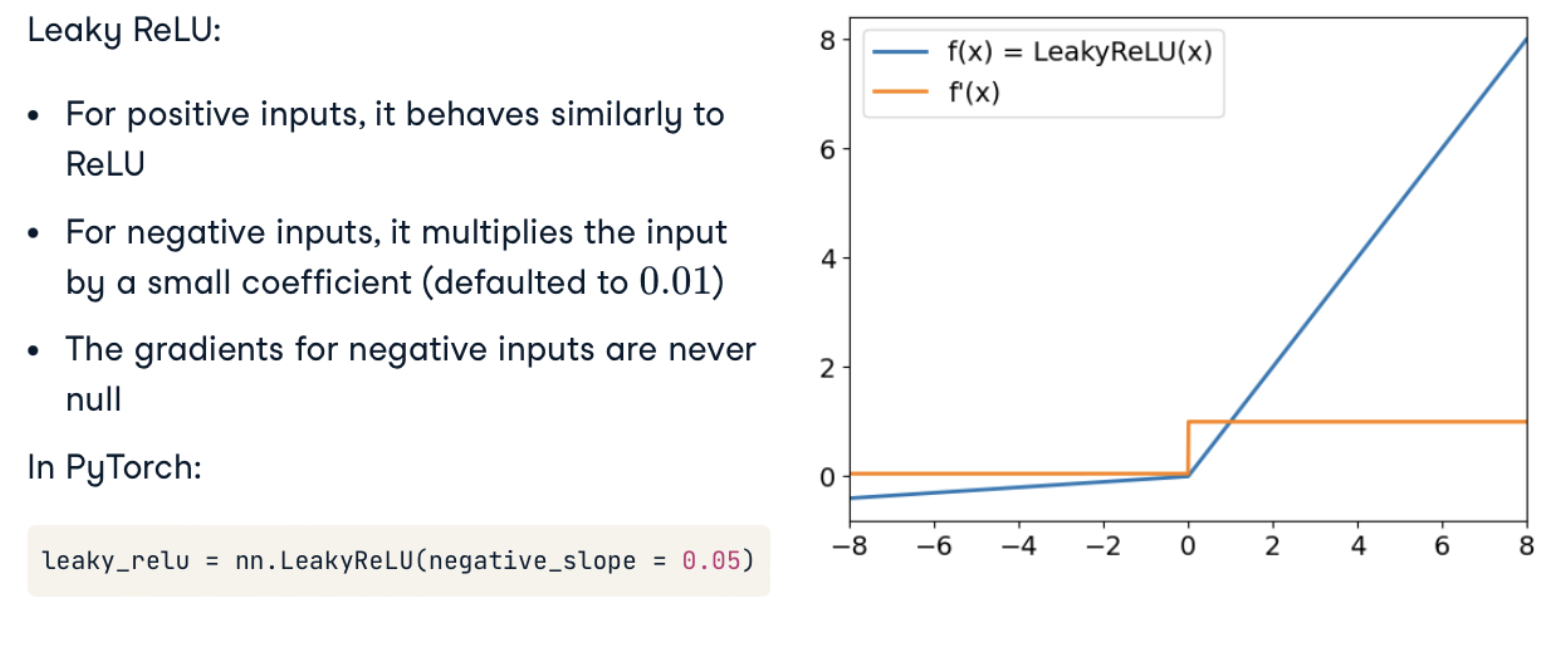 Leaky ReLU:
• For positive inputs, it behaves similarly to
ReLU
• For negative inputs, it multiplies the input
by a small coefficient (defaulted to 0.01)
• The gradients for negative inputs are never
null
In PyTorch:
leaky_relu = nn.LeakyReLU(negative_slope = 0.05)
f(x) = LeakyReLU(x)
f'(x)
8
6
4
2
0
−8 −6 −4 −2 0 2 4 6 8